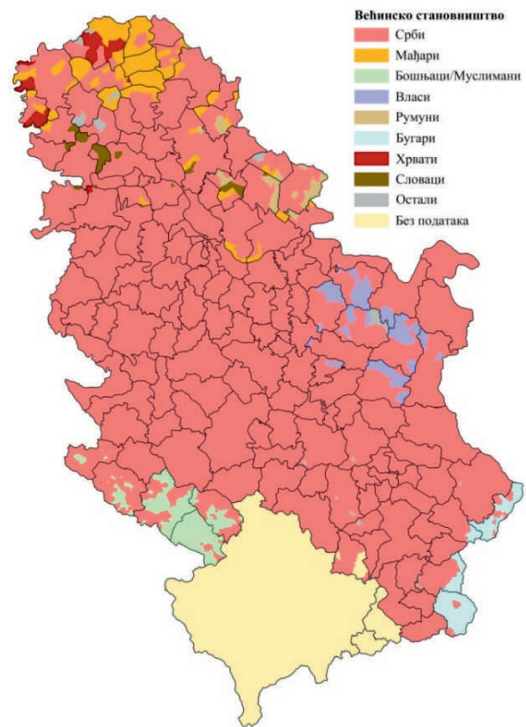 Већинско становништво
Срби
Мађари
Бошњаци/Муслимани
Власи
Румуни
Бугари
Хрвати
Словаци
Остали
Без података